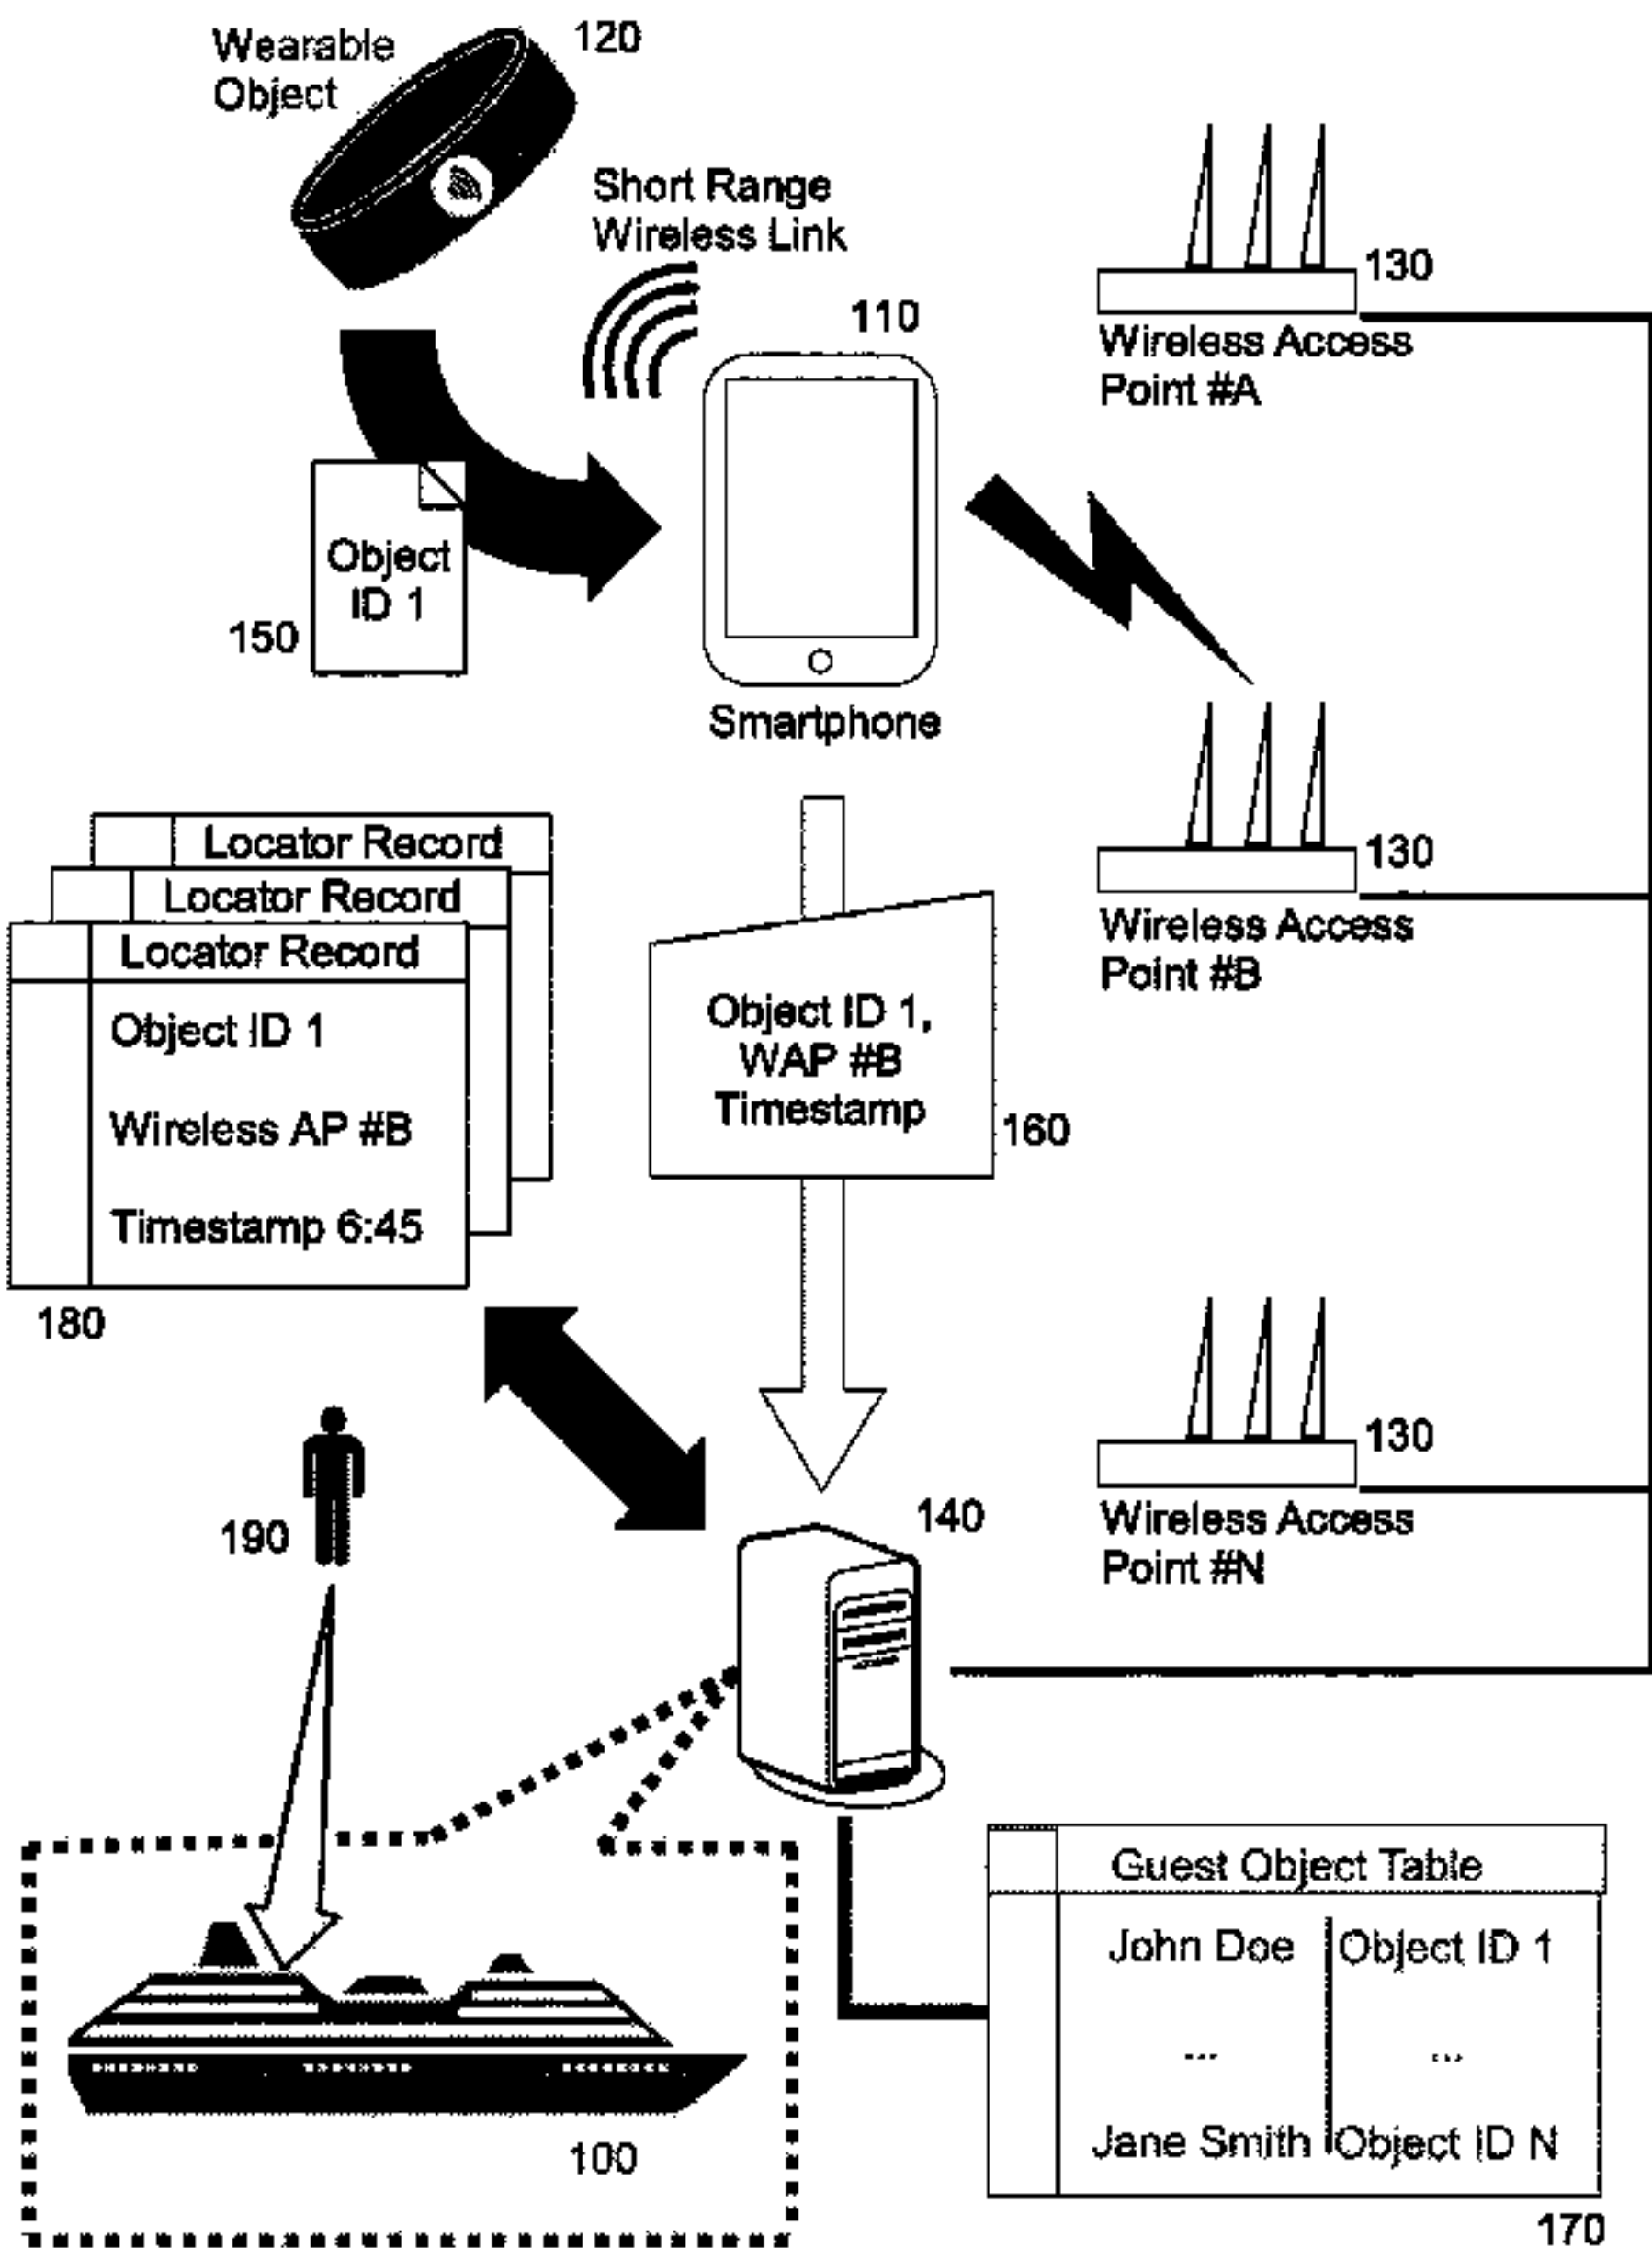 Wearable
Object
120
Short Range
Wireless Link
110
130
Wireless Access
Point #A
Object
ID 1
150
Smartphone
130
Wireless Access
Point #B
Locator Record
Locator Record
Locator Record
Object ID 1
Wireless AP #B
Timestamp 6:45
180
Object ID 1,
WAP #B
Timestamp
160
130
Wireless Access
Point #N
190
140
100
Guest Object Table
John Doe Object ID 1
... ...
Jane Smith Object ID N
170